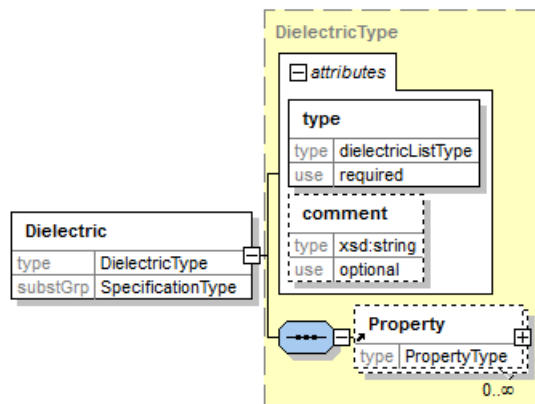 DielectricType
attributes
type
type dielectricListType
use required
comment
type xsd:string
use optional
Dielectric
type DielectricType
substGrp SpecificationType
Property
type PropertyType
0..∞